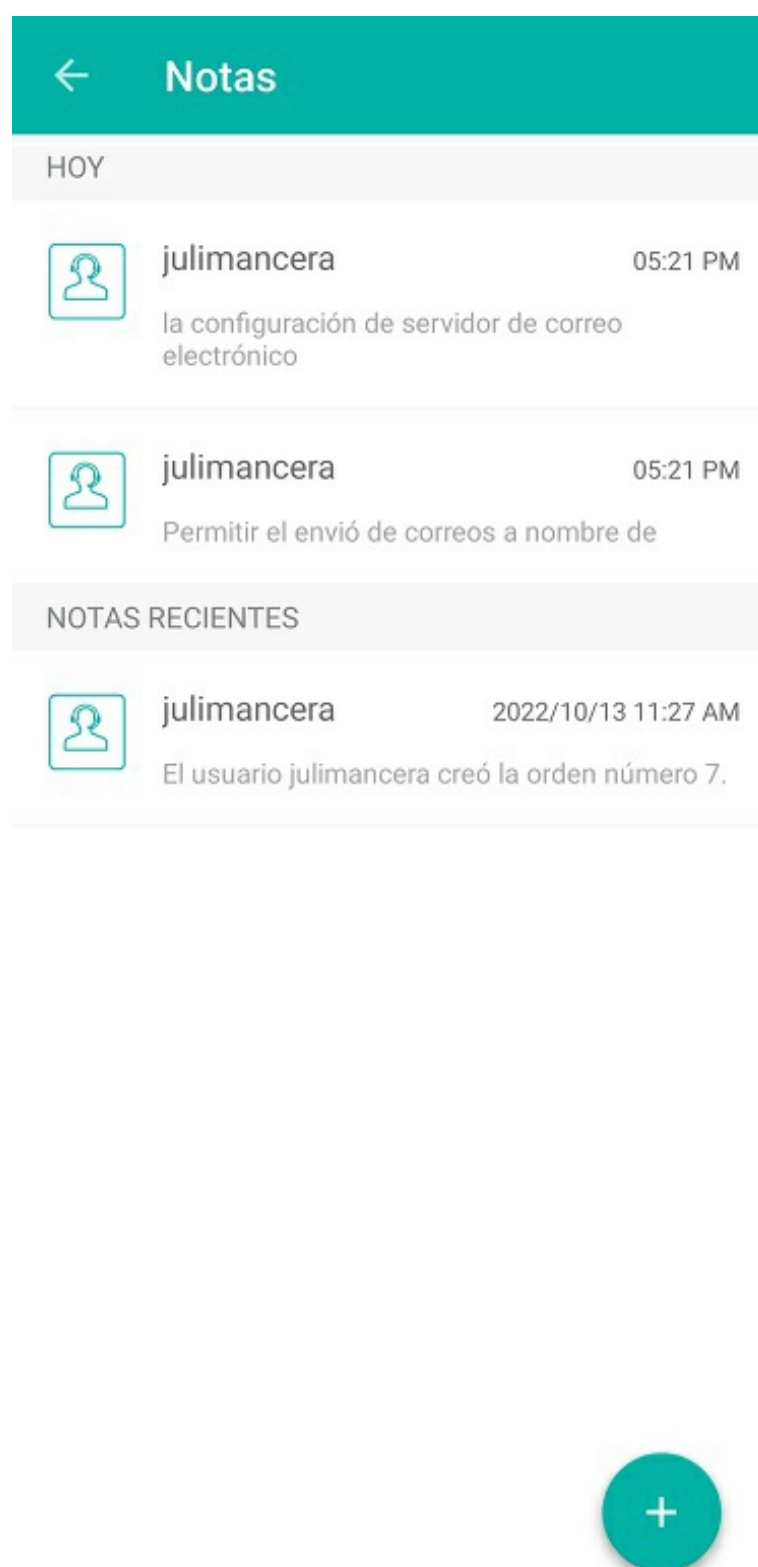 Notas
HOY
julimancera 05:21 PM
la configuración de servidor de correo
electrónico
julimancera 05:21 PM
Permitir el envió de correos a nombre de
NOTAS RECIENTES
julimancera 2022/10/13 11:27 AM
El usuario julimancera creó la orden número 7.